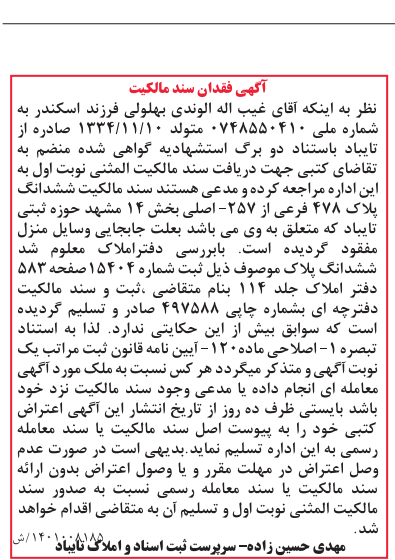 آگهی فقدان سند مالکیت
نظر به اینکه آقای غیب اله الوندی بهلولی فرزند اسکندر به
شماره ملی ۰۷۴۸۵۵۰۴۱۰ متولد ۱۳۳۴/۱۱/۱۰ صادره از
تایباد باستناد دو برگ استشهادیه گواهی شده منضم به
تقاضای کتبی جهت دریافت سند مالکیت المثنی نوبت اول به
این اداره مراجعه کرده و مدعی هستند سند مالکیت ششدانگ
پلاک ۴۷۸ فرعی از ۲۵۷- اصلی بخش ۱۴ مشهد حوزه ثبتی
تایباد که متعلق به وی می باشد بعلت جابجایی وسایل منزل
مفقود گردیده است. بابررسی دفتراملاک معلوم شد
ششدانگ پلاک موصوف ذیل ثبت شماره ۱۵۴۰۴ صفحه ۵۸۳
دفتر املاک جلد ۱۱۴ بنام متقاضی ،ثبت و سند مالکیت
دفترچه ای بشماره چاپی ۴۹۷۵۸۸ صادر و تسلیم گردیده
است که سوابق بیش از این حکایتی ندارد. لذا به استناد
تبصره ۱- اصلاحی ماده۱۲۰- آیین نامه قانون ثبت مراتب یک
نوبت آگهی و متذکر میگردد هر کس نسبت به ملک مورد آگهی
معامله ای انجام داده یا مدعی وجود سند مالکیت نزد خود
باشد بایستی ظرف ده روز از تاریخ انتشار این آگهی اعتراض
کتبی خود را به پیوست اصل سند مالکیت یا سند معامله
رسمی به این اداره تسلیم نماید.بدیهی است در صورت عدم
وصل اعتراض در مهلت مقرر و یا وصول اعتراض بدون ارائه
سند مالکیت یا سند معامله رسمی نسبت به صدور سند
مالکیت المثنی نوبت اول و تسلیم آن به متقاضی اقدام خواهد
شد.
۱۴۰۱۰۰۸۱۸۵/ش
مهدی حسین زاده- سرپرست ثبت اسناد و املاک تایباد